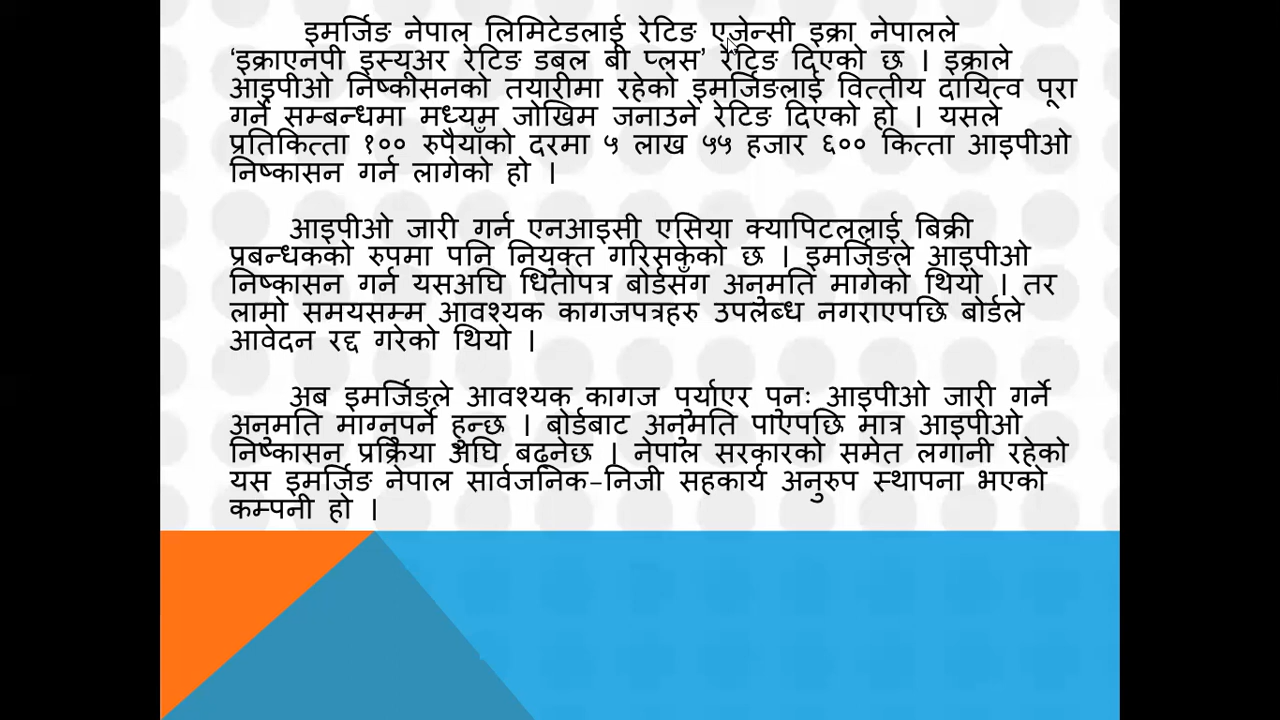 इमर्जिङ नेपाल लिमिटेडलाई रेटिङ एजेन्सी इक्रा नेपालले
‘इक्राएनपी इस्यूअर रेटिङ डबल बी प्लस’ रेटिङ दिएको छ ।  इक्राले
आइपीओ निष्कासनको तयारीमा रहेको इमर्जिङलाई वित्तीय दायित्व पूरा
गर्ने सम्बन्धमा मध्यम जोखिम जनाउने रेटिङ दिएको हो । यसले
प्रतिकित्ता १०० रुपैयाँको दरमा ५ लाख ५५ हजार ६०० कित्ता आइपीओ
निष्कासन गर्न लागेको हो ।
आइपीओ जारी गर्न एनआइसी एसिया क्यापिटललाई बिक्री
प्रबन्धकको रुपमा पनि नियुक्त गरिसकेको छ । इमर्जिङले आइपीओ
निष्कासन गर्न यसअघि धितोपत्र बोर्डसँग अनुमति मागेको थियो । तर
लामो समयसम्म आवश्यक कागजपत्रहरु उपलब्ध नगराएपछि बोर्डले
आवेदन रद्द गरेको थियो ।
अब इमर्जिङले आवश्यक कागज पुर्याएर पुनः आइपीओ जारी गर्ने
अनुमति माग्नुपर्ने हुन्छ । बोर्डबाट अनुमति पाएपछि मात्र आइपीओ
निष्कासन प्रक्रिया अघि बढ्नेछ । नेपाल सरकारको समेत लगानी रहेको
यस इमर्जिङ नेपाल सार्वजनिक–निजी सहकार्य अनुरुप स्थापना भएको
कम्पनी हो ।